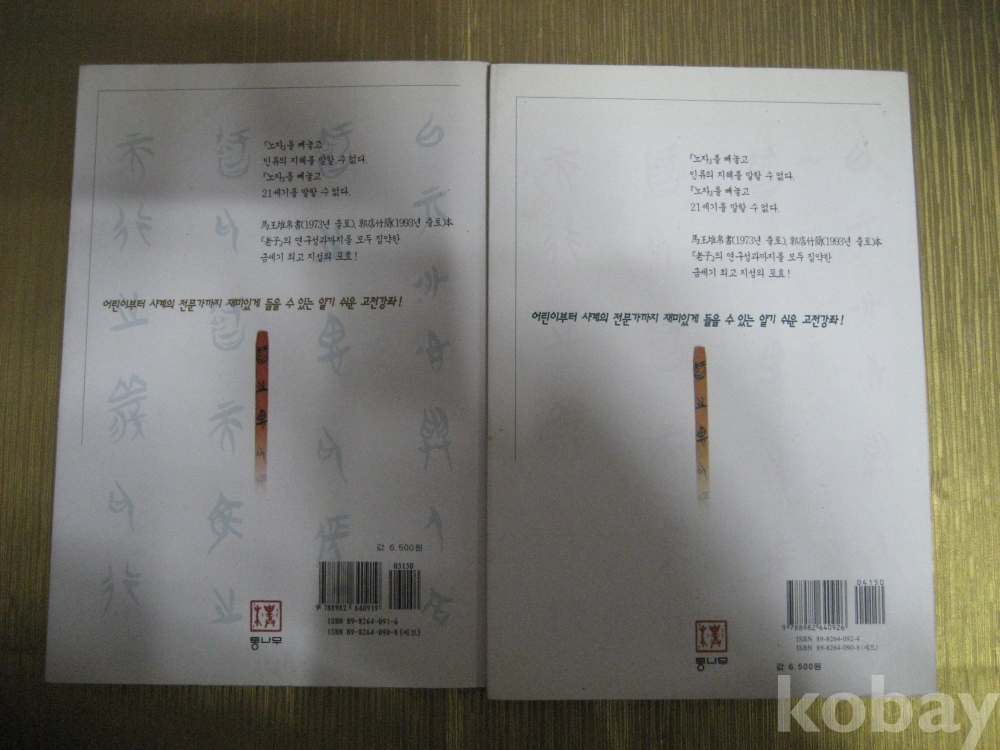 『노자』를 빼놓고
인류의 지혜를 말할 수 없다.
『노자』를 빼놓고
21세기를 말할 수 없다.
馬王堆帛書(1973년 출토), 郭店竹簡(1993년 출토)本
『老子』의 연구성과까지를 모두 집약한
금세기 최고 지성의 포효!
어린이부터 사계의 전문가까지 재미있게 들을 수 있는 알기 쉬운 고전강좌!
값 6,500원
03150
9 788982 640919
ISBN 89-8264-091-6
ISBN 89-8264-090-8(세트)
통나무
『노자』를 빼놓고
인류의 지혜를 말할 수 없다.
『노자』를 빼놓고
21세기를 말할 수 없다.
馬王堆帛書(1973년 출토), 郭店竹簡(1993년 출토)本
『老子』의 연구성과까지를 모두 집약한
금세기 최고 지성의 포효!
어린이부터 사계의 전문가까지 재미있게 들을 수 있는 알기 쉬운 고전강좌!
04150
9 788982 640926
ISBN 89-8264-092-4
ISBN 89-8264-090-8(세트)
통나무
값 6,500원
kobay